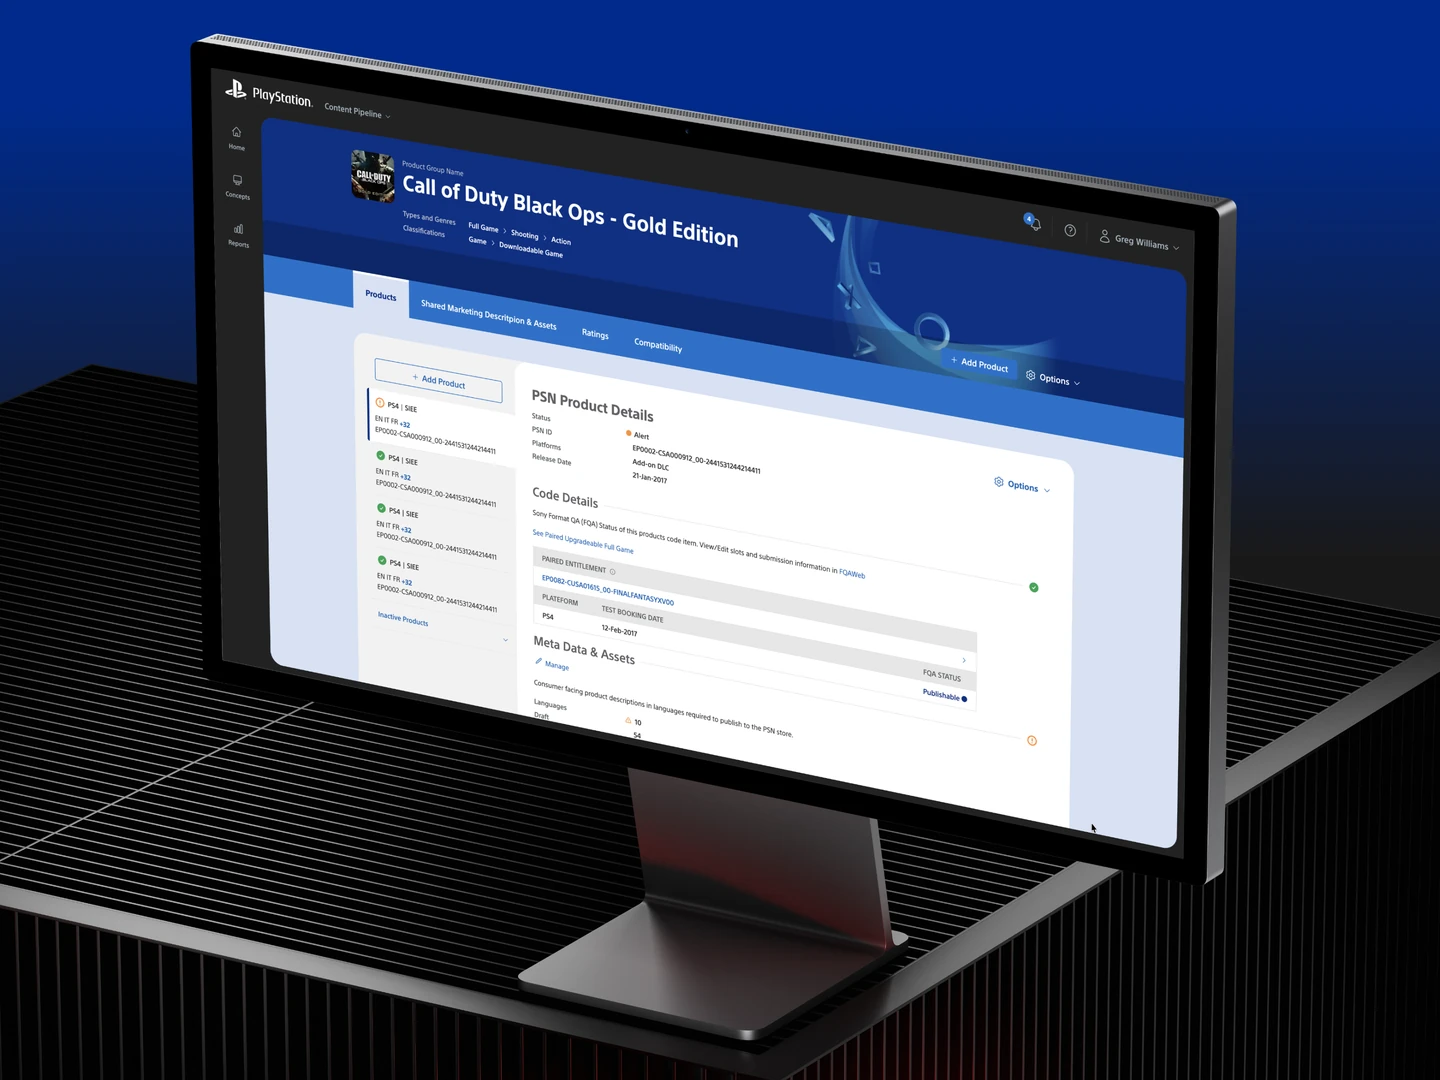 PlayStation.
Content Pipeline
Home
Concepts
Reports
4
Greg Williams
CALL OF DUTY
Product Group Name
Call of Duty Black Ops - Gold Edition
Types and Genres
Full Game > Shooting > Action
Classifications
Game > Downloadable Game
+ Add Product
Options
Products
Shared Marketing Descritpion & Assets
Ratings
Compatibility
+ Add Product
PS4 | SIEE
EN IT FR +32
EP0002-CSA000912_00-2441531244214411
PS4 | SIEE
EN IT FR +32
EP0002-CSA000912_00-2441531244214411
PS4 | SIEE
EN IT FR +32
EP0002-CSA000912_00-2441531244214411
PS4 | SIEE
EN IT FR +32
EP0002-CSA000912_00-2441531244214411
Inactive Products
PSN Product Details
Options
Status
Alert
PSN ID
EP0002-CSA000912_00-2441531244214411
Platforms
Add-on DLC
Release Date
21-Jan-2017
Code Details
Sony Format QA (FQA) Status of this products code item. View/Edit slots and submission information in FQAWeb
See Paired Upgradeable Full Game
PAIRED ENTITLEMENT
EP0082-CUSA01615_00-FINALFANTASYXV00
PLATEFORM
TEST BOOKING DATE
FQA STATUS
PS4
12-Feb-2017
Publishable
Meta Data & Assets
Manage
Consumer facing product descriptions in languages required to publish to the PSN store.
Languages
10
Draft
54